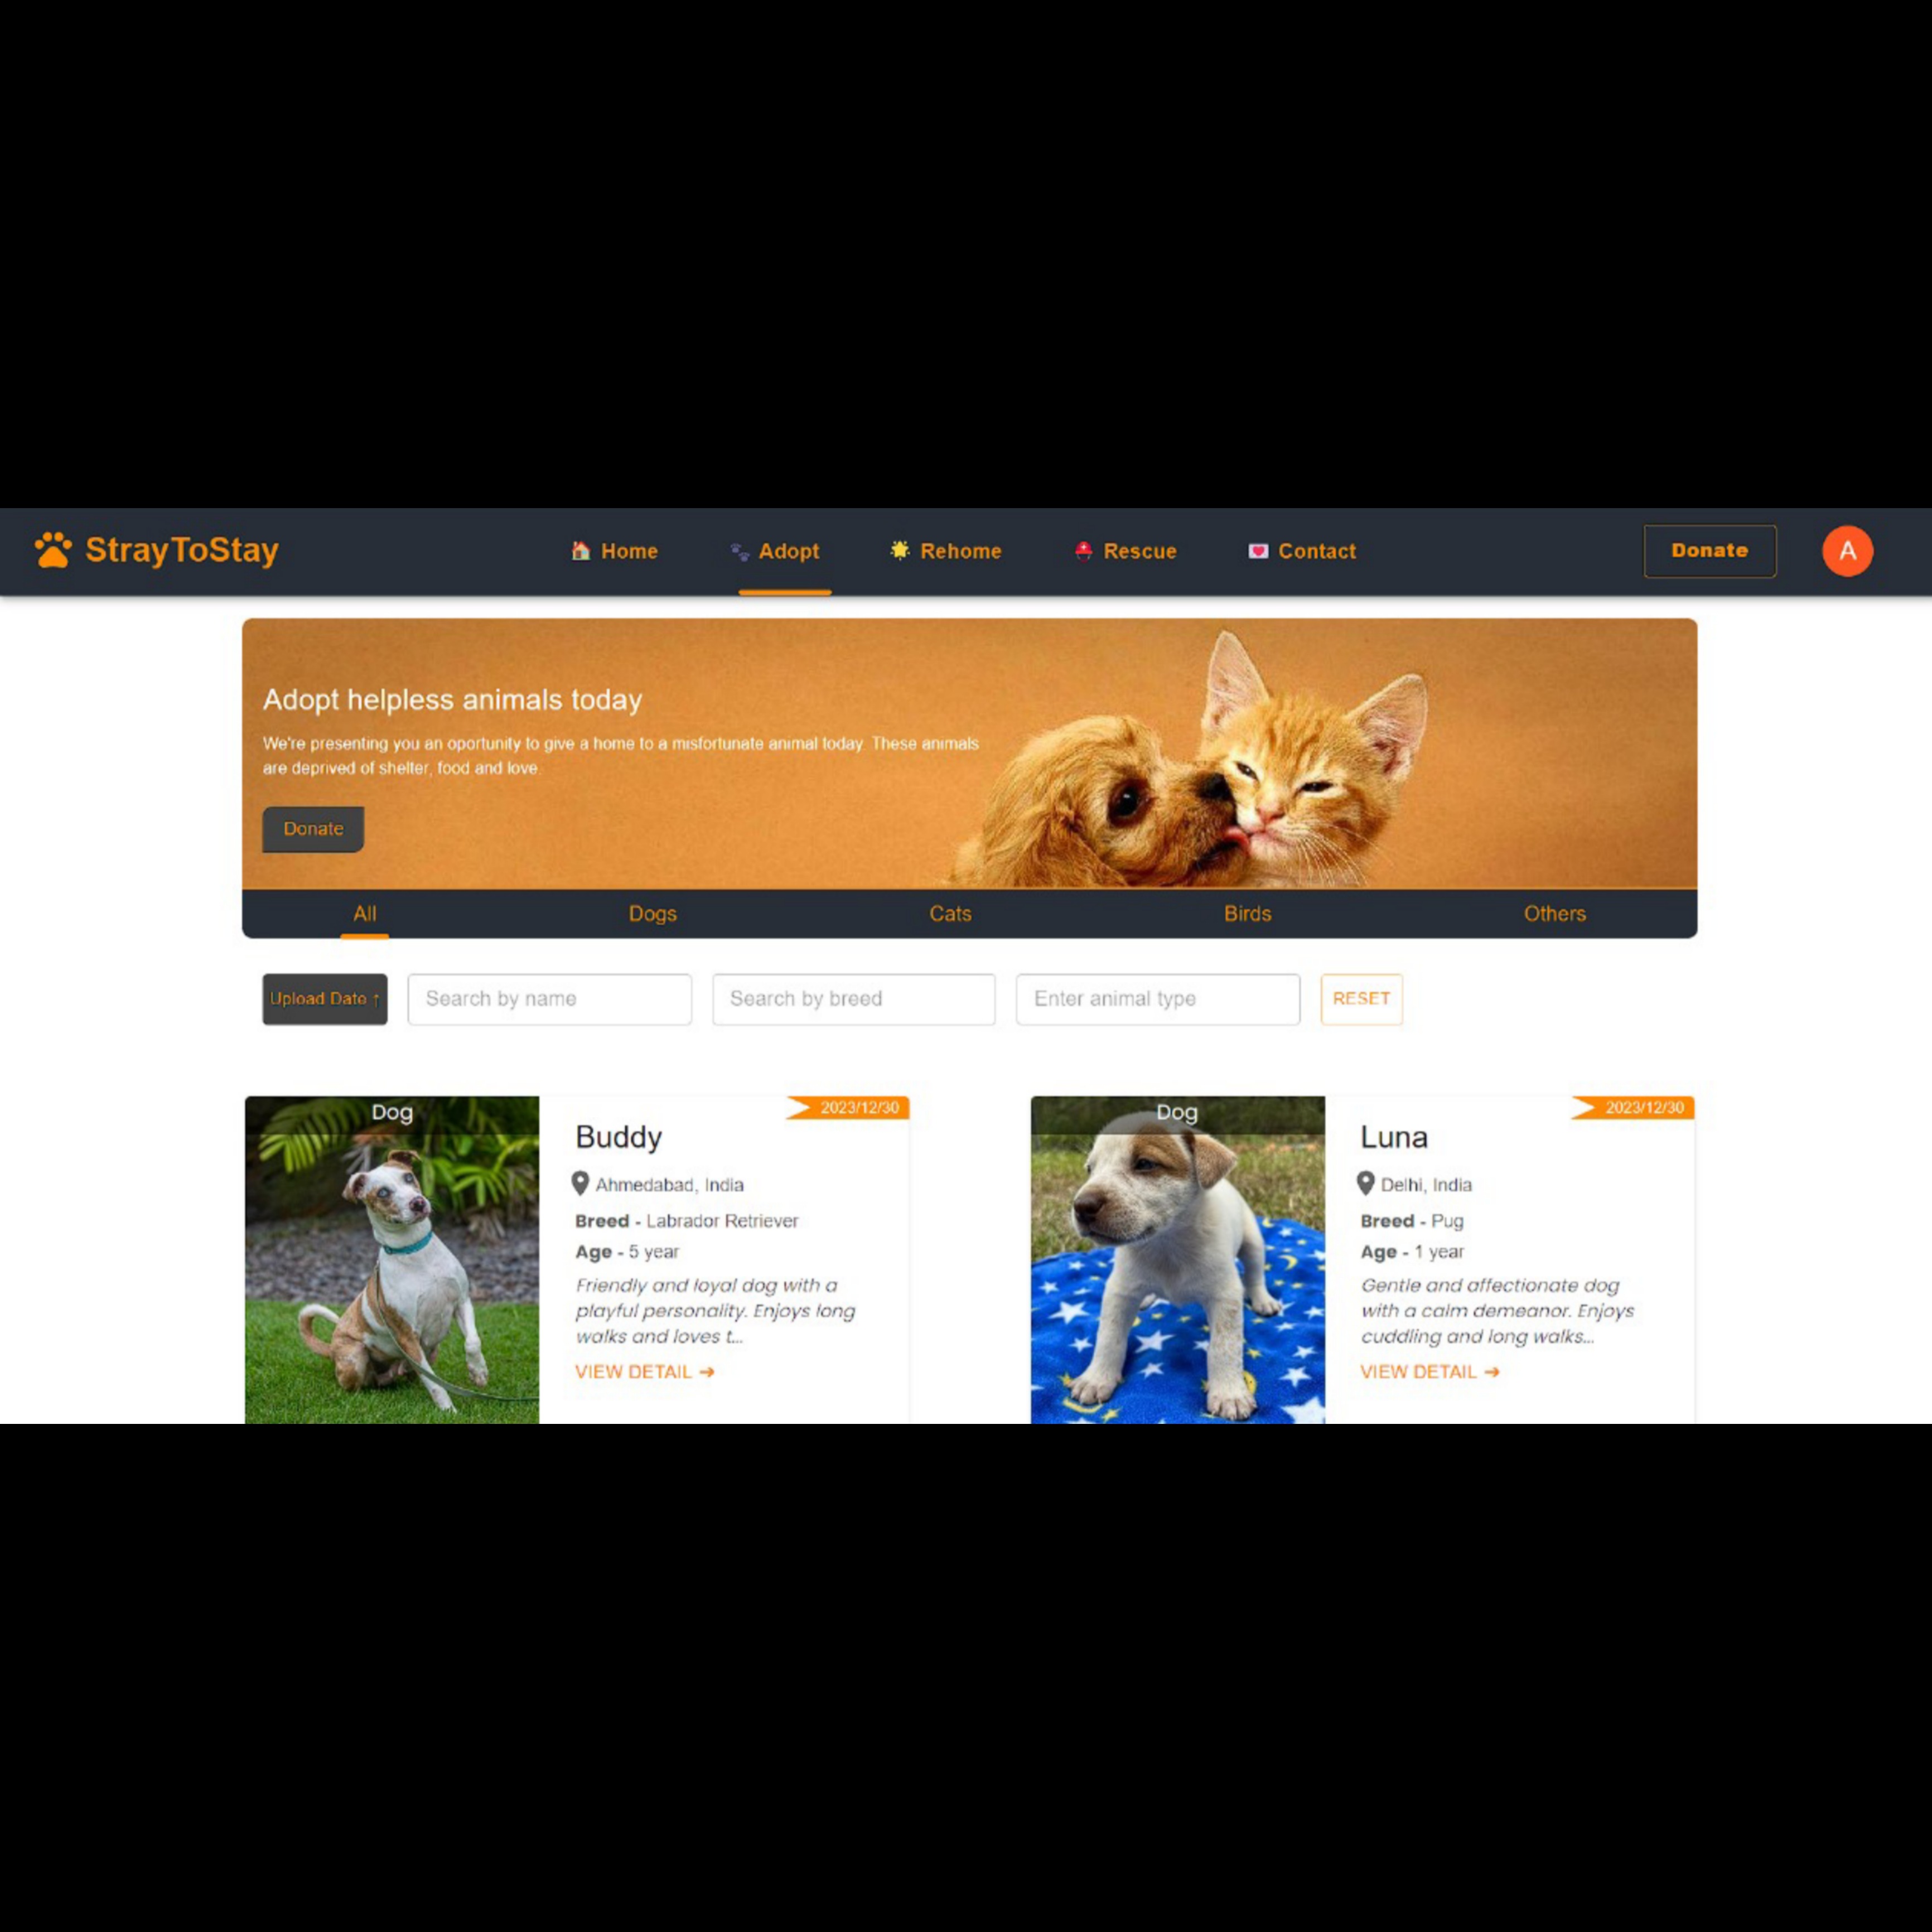 StrayToStay
Home
Adopt
Rehome
Rescue
Contact
Donate
A
Adopt helpless animals today
We're presenting you an oportunity to give a home to a misfortunate animal today. These animals
are deprived of shelter, food and love.
Donate
All
Dogs
Cats
Birds
Others
Upload Date ↑
Search by name
Search by breed
Enter animal type
RESET
Dog
2023/12/30
Buddy
Ahmedabad, India
Breed - Labrador Retriever
Age - 5 year
Friendly and loyal dog with a
playful personality. Enjoys long
walks and loves t...
VIEW DETAIL ➔
Dog
2023/12/30
Luna
Delhi, India
Breed - Pug
Age - 1 year
Gentle and affectionate dog
with a calm demeanor. Enjoys
cuddling and long walks...
VIEW DETAIL ➔